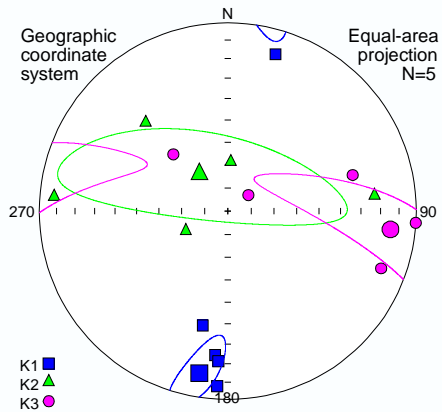 N
Geographic
coordinate
system
Equal-area
projection
N=5
270
90
K1
K2
K3
180